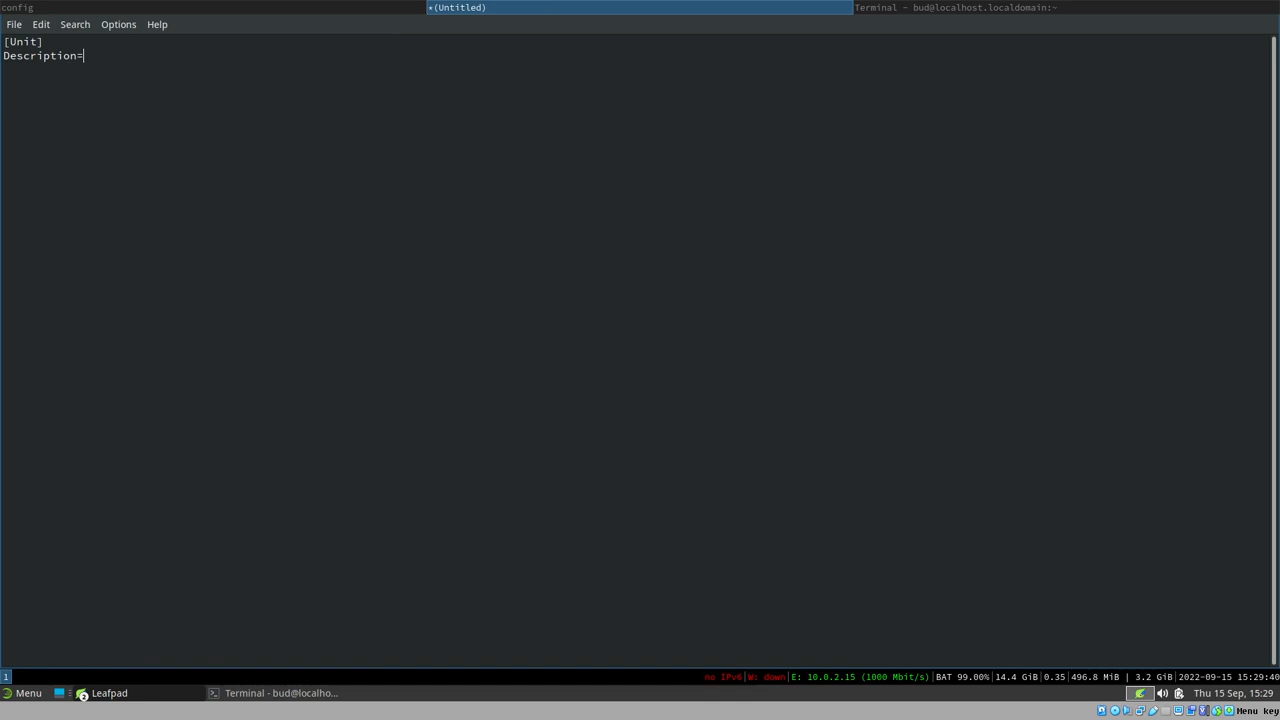 config
*(Untitled)
Terminal - bud@localhost.localdomain:~
File Edit Search Options Help
[Unit]
Description=
1
no IPv6|W: down|E: 10.0.2.15 (1000 Mbit/s)|BAT 99.00%|14.4 GiB|0.35|496.8 MiB | 3.2 GiB|2022-09-15 15:29:40
Menu
2
Leafpad
Terminal - bud@localho...
Thu 15 Sep, 15:29
Menu key